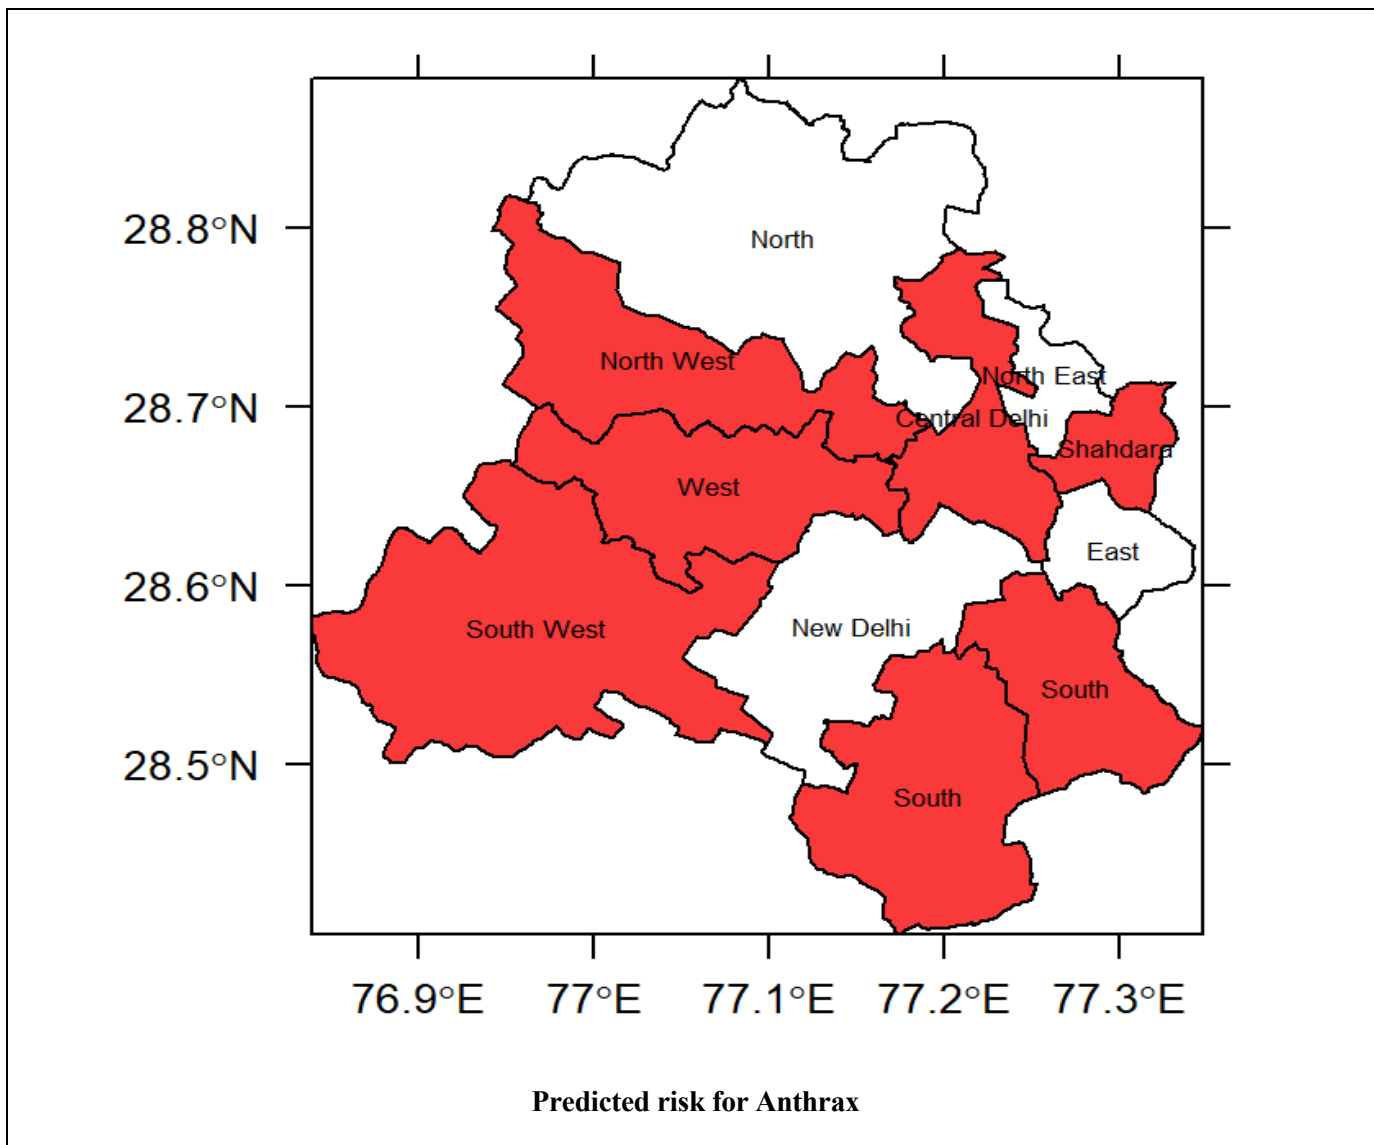 28.8°N
North
North West
North East
28.7°N
Central Delhi
Shahdara
West
East
28.6°N
South West
New Delhi
South
28.5°N
South
76.9°E 77°E 77.1°E 77.2°E 77.3°E
Predicted risk for Anthrax